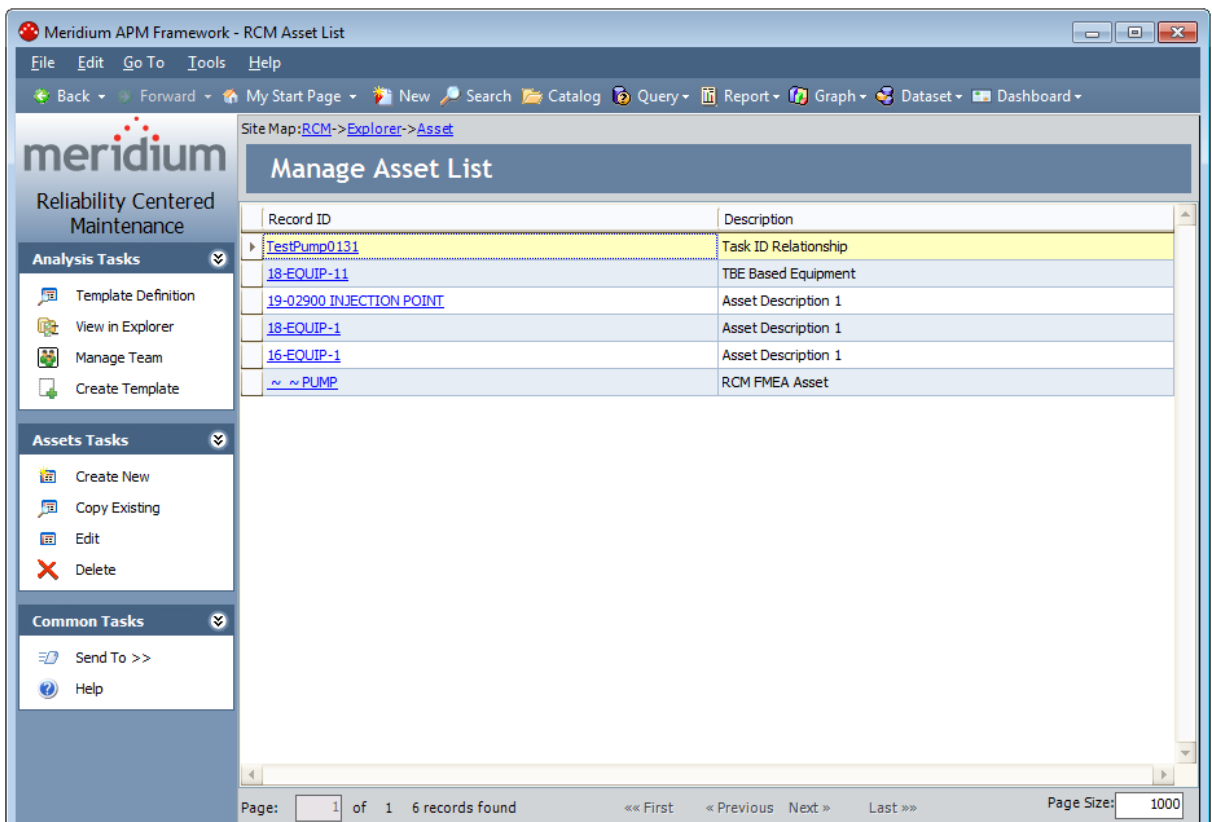 Meridium APM Framework - RCM Asset List
File Edit Go To Tools Help
Back Forward My Start Page New Search Catalog Query Report Graph Dataset Dashboard
meridium
Reliability Centered
Maintenance
Analysis Tasks
Template Definition
View in Explorer
Manage Team
Create Template
Assets Tasks
Create New
Copy Existing
Edit
Delete
Common Tasks
Send To >>
Help
Site Map:RCM->Explorer->Asset
Manage Asset List
Record ID Description
TestPump0131 Task ID Relationship
18-EQUIP-11 TBE Based Equipment
19-02900 INJECTION POINT Asset Description 1
18-EQUIP-1 Asset Description 1
16-EQUIP-1 Asset Description 1
~ ~ PUMP RCM FMEA Asset
Page: 1 of 1 6 records found «« First « Previous Next » Last »» Page Size: 1000